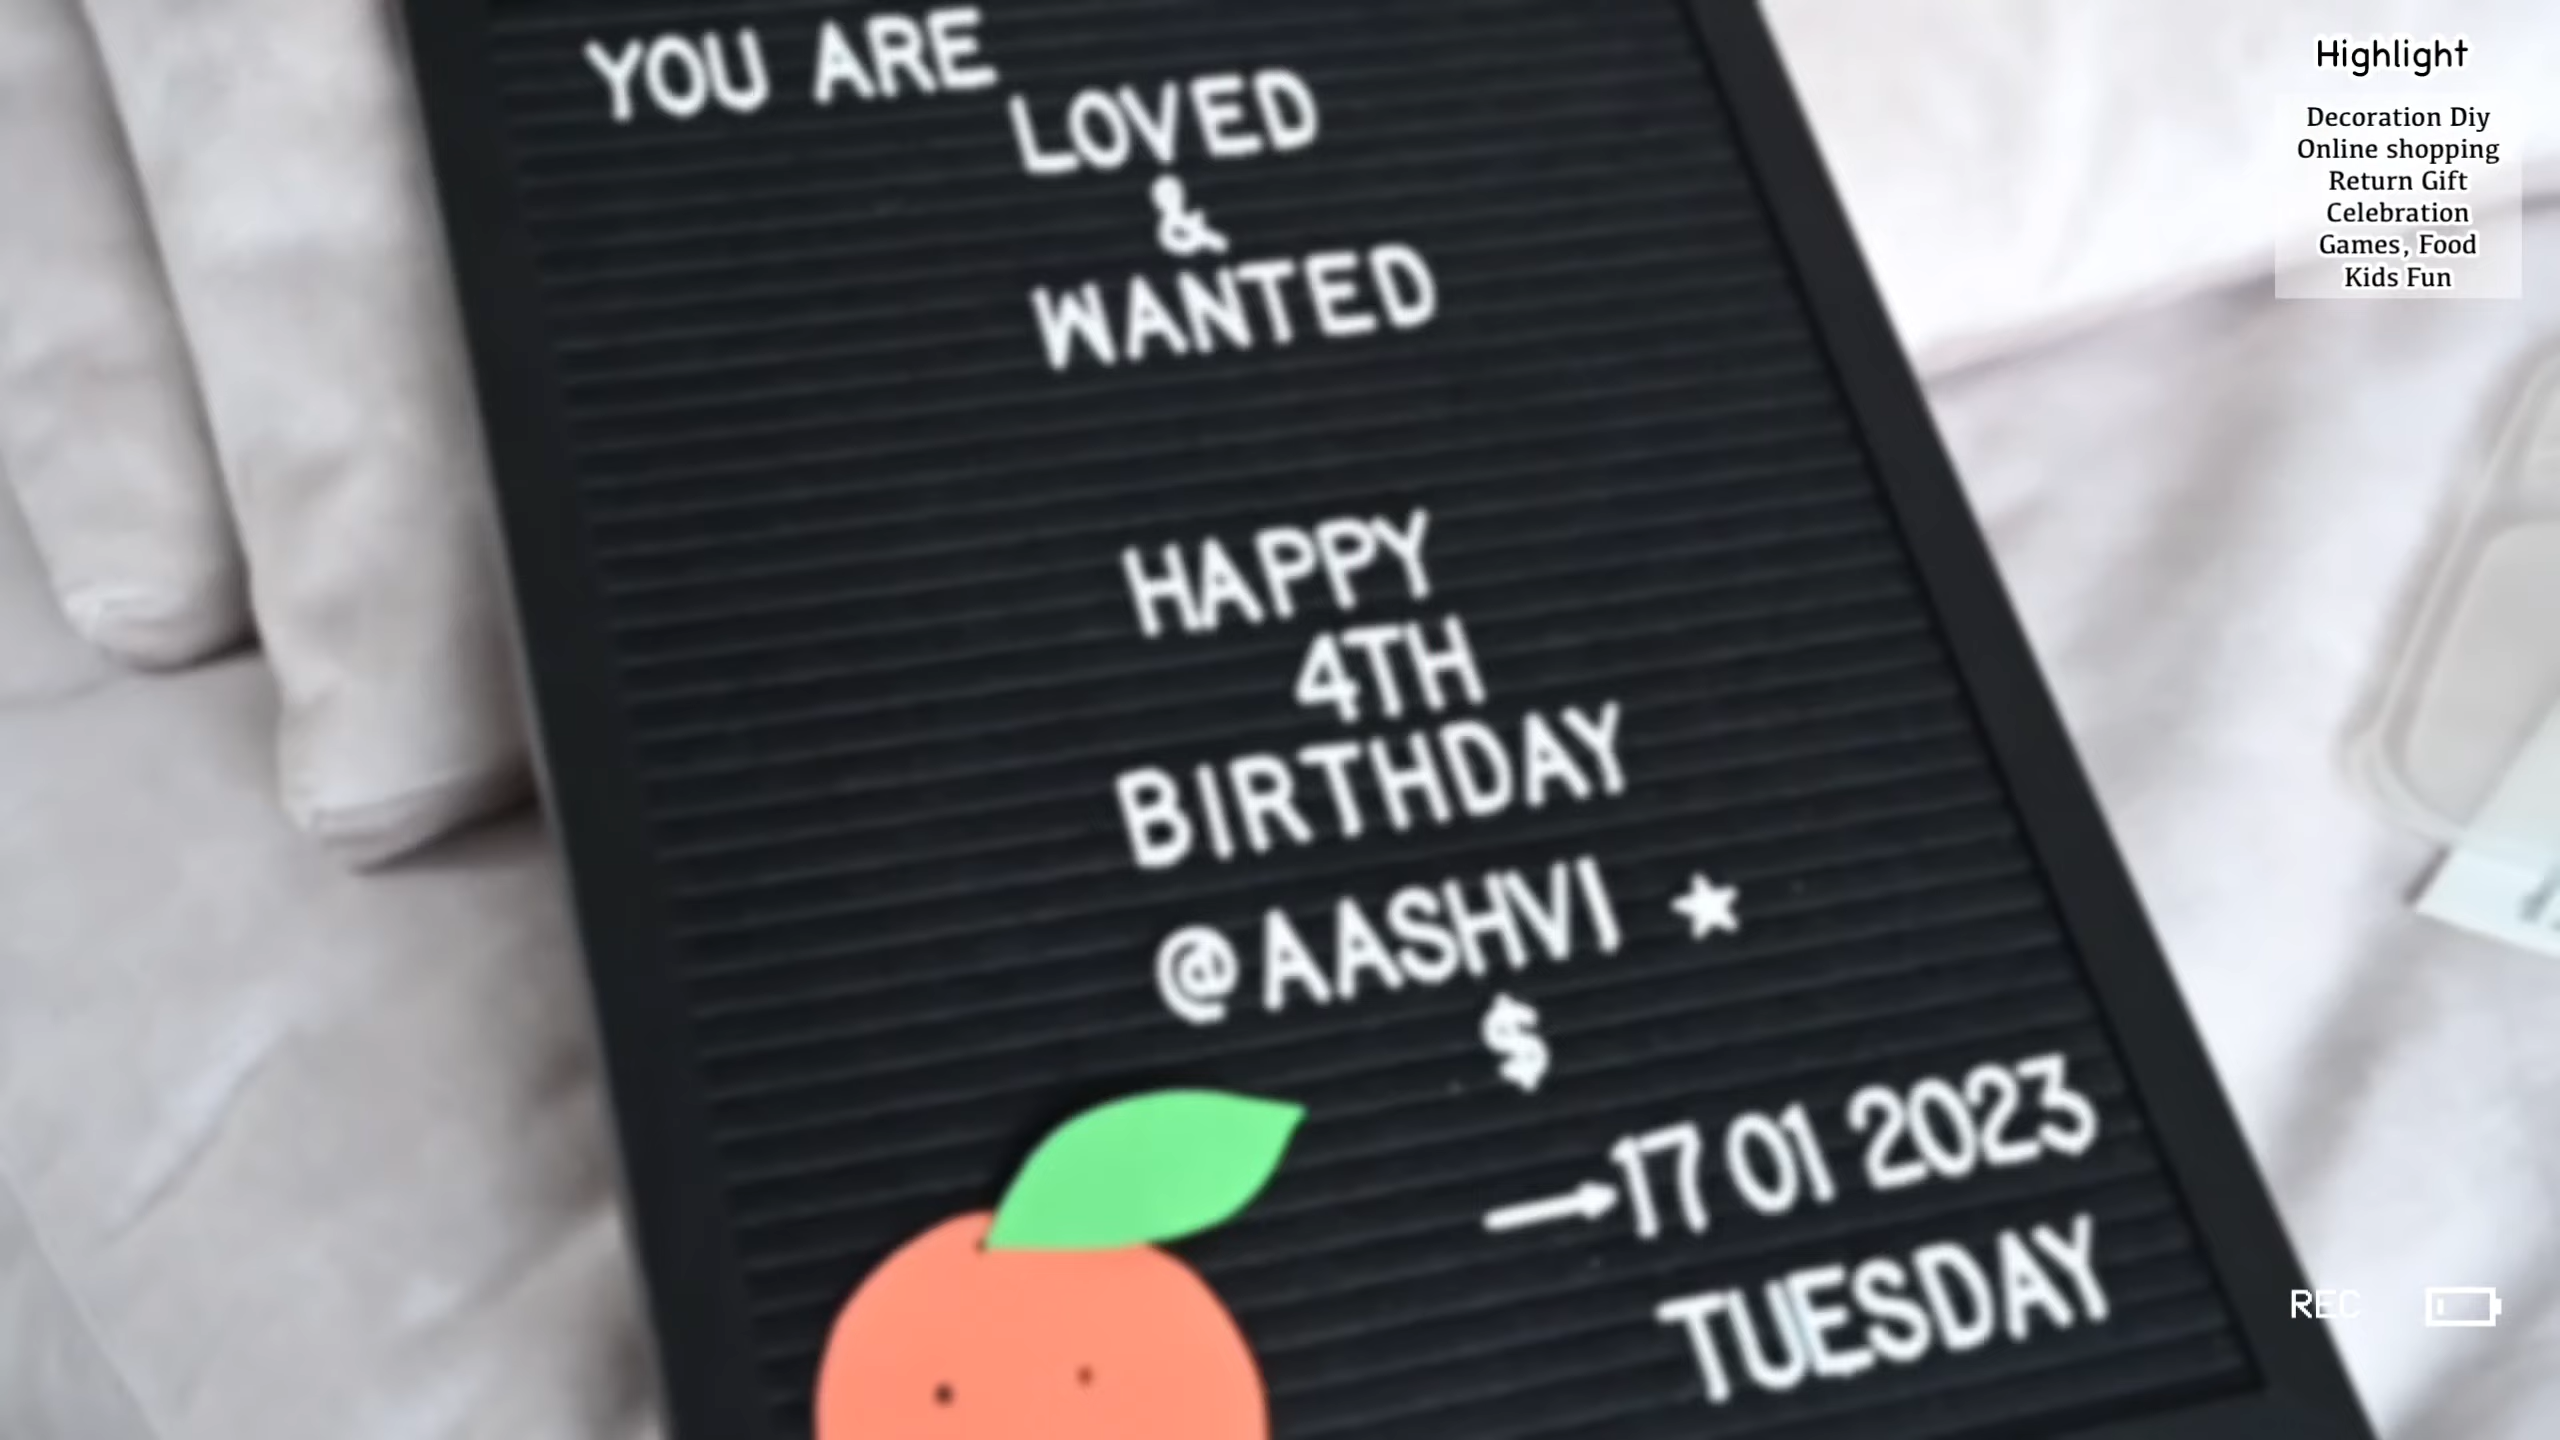 YOU ARE
LOVED
&
WANTED
HAPPY
4TH
BIRTHDAY
@AASHVI ★
$
→17 01 2023
TUESDAY
Highlight
Decoration Diy
Online shopping
Return Gift
Celebration
Games, Food
Kids Fun
REC